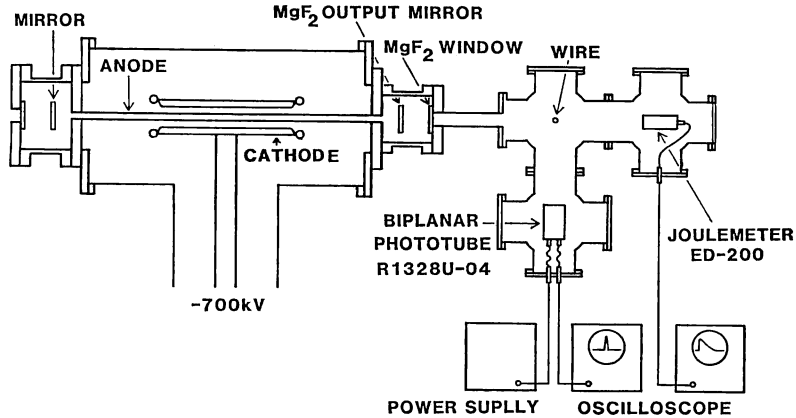 MIRROR
MgF2 OUTPUT MIRROR
MgF2 WINDOW
ANODE
WIRE
CATHODE
BIPLANAR
PHOTOTUBE
R1328U-04
JOULEMETER
ED-200
-700kV
POWER SUPLLY
OSCILLOSCOPE